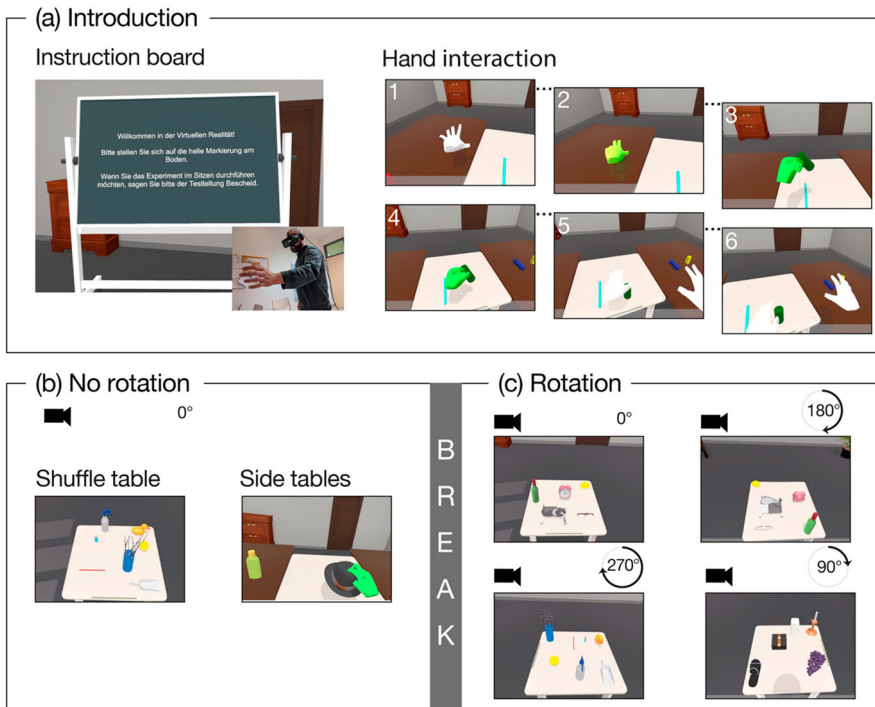 (a) Introduction
Instruction board
Hand interaction
Willkommen in der Virtuellen Realität!
Bitte stellen Sie sich auf die helle Markierung am
Boden.
Wenn Sie das Experiment im Sitzen durchführen
möchten, sagen Sie bitte der Testleitung Bescheid.
1
2
3
4
5
6
(b) No rotation
0°
Shuffle table
Side tables
BREAK
(c) Rotation
0°
180°
270°
90°